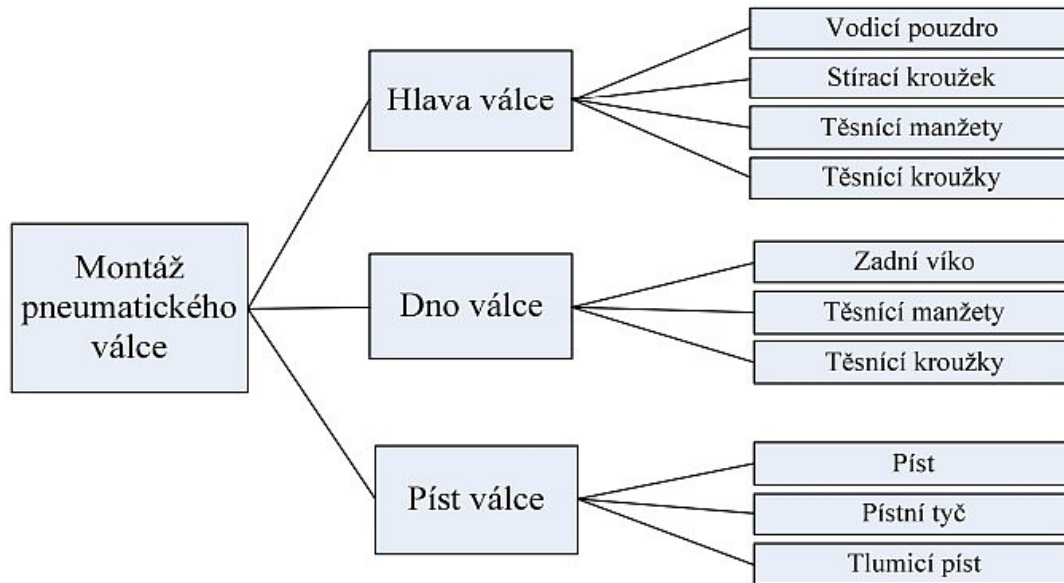 Montáž
pneumatického
válce
Hlava válce
Vodicí pouzdro
Stírací kroužek
Těsnící manžety
Těsnící kroužky
Dno válce
Zadní víko
Těsnící manžety
Těsnící kroužky
Píst válce
Píst
Pístní tyč
Tlumicí píst